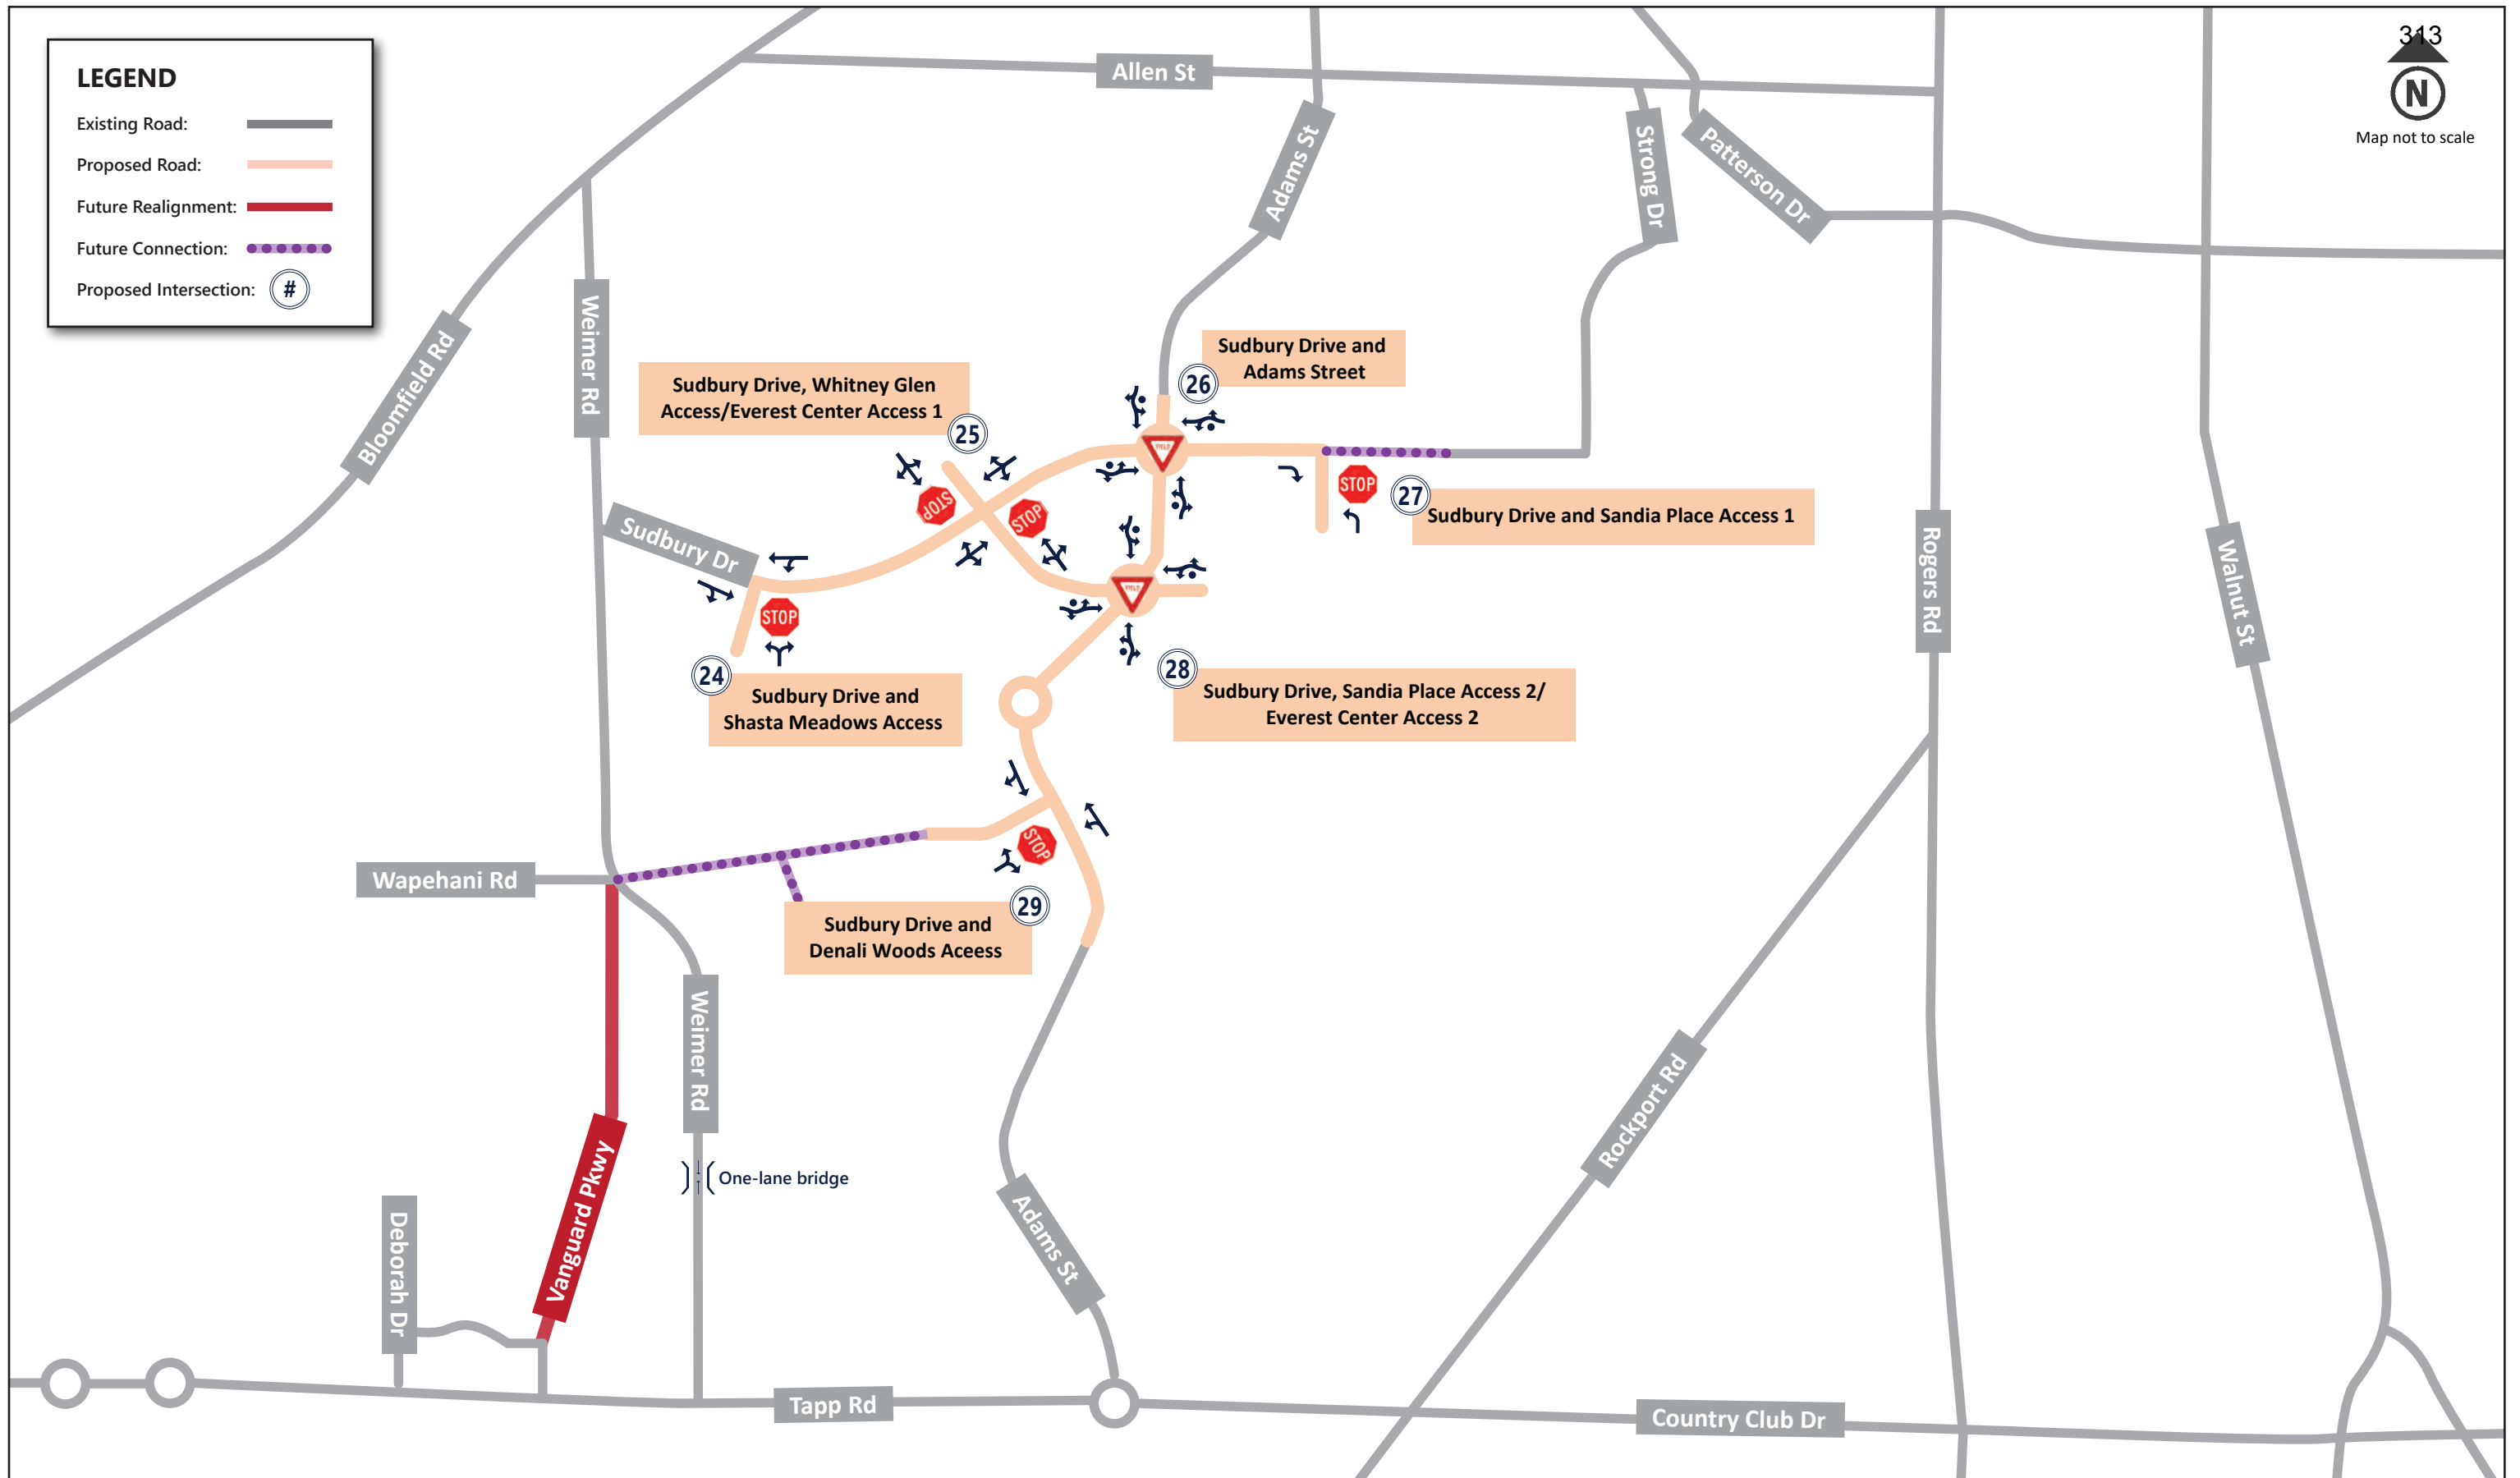 313
N
Map not to scale
LEGEND
Existing Road:
Proposed Road:
Future Realignment:
Future Connection:
Proposed Intersection:
#
Allen St
Adams St
Strong Dr
Patterson Dr
Bloomfield Rd
Weimer Rd
Sudbury Drive and
Adams Street
26
Sudbury Drive, Whitney Glen
Access/Everest Center Access 1
25
YIELD
STOP
STOP
STOP
27
Sudbury Drive and Sandia Place Access 1
Sudbury Dr
Rogers Rd
Walnut St
YIELD
STOP
24
Sudbury Drive and
Shasta Meadows Access
28
Sudbury Drive, Sandia Place Access 2/
Everest Center Access 2
STOP
Wapehani Rd
29
Sudbury Drive and
Denali Woods Aceess
Weimer Rd
Rockport Rd
One-lane bridge
Vanguard Pkwy
Deborah Dr
Adams St
Tapp Rd
Country Club Dr